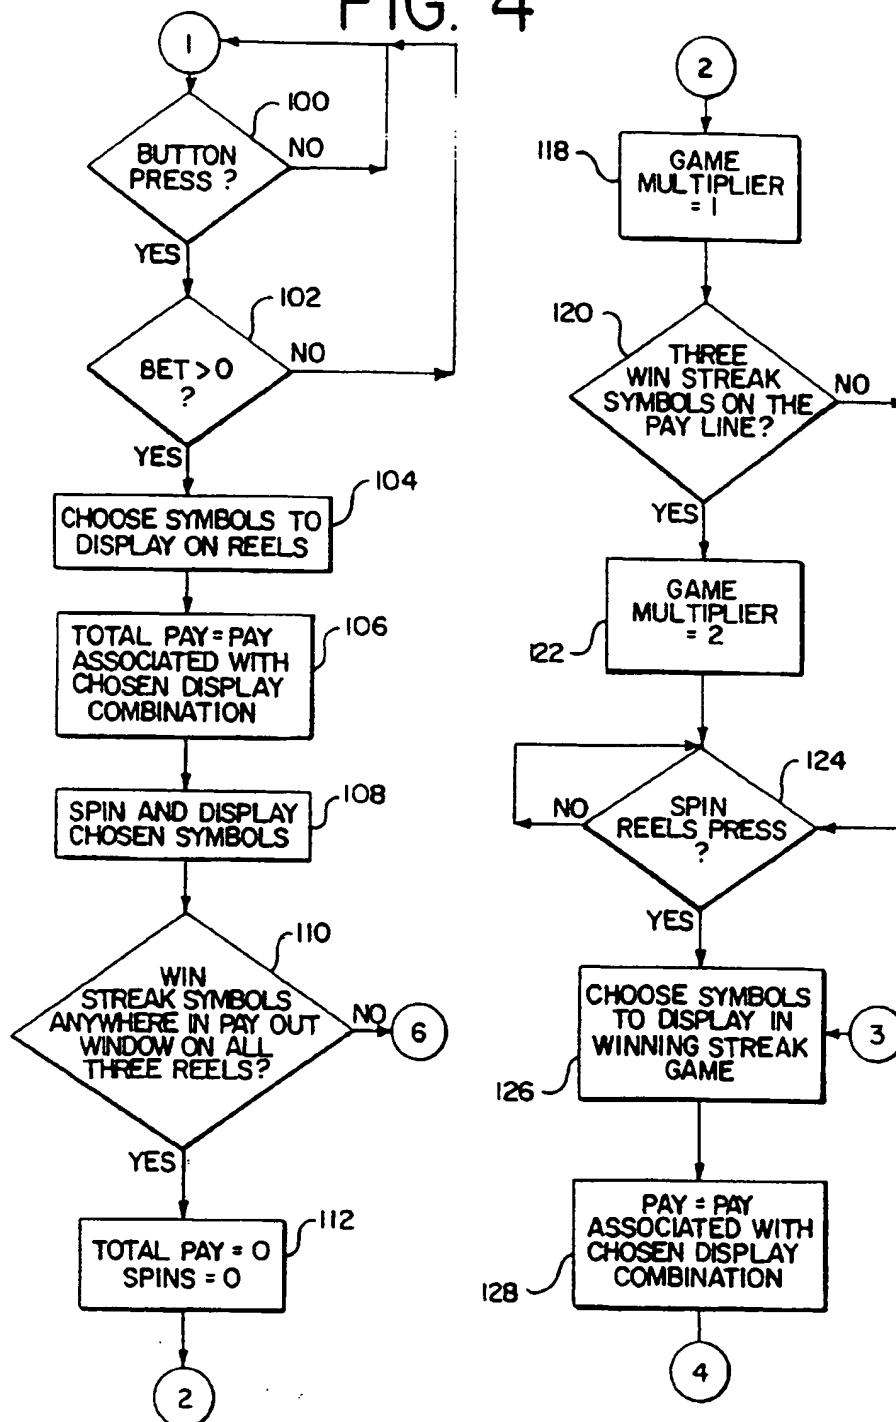 FIG. 4
1
100
BUTTON
PRESS ?
NO
YES
102
BET > 0
?
NO
YES
104
CHOOSE SYMBOLS TO
DISPLAY ON REELS
106
TOTAL PAY = PAY
ASSOCIATED WITH
CHOSEN DISPLAY
COMBINATION
108
SPIN AND DISPLAY
CHOSEN SYMBOLS
110
WIN
STREAK SYMBOLS
ANYWHERE IN PAY OUT
WINDOW ON ALL
THREE REELS?
NO
6
YES
112
TOTAL PAY = 0
SPINS = 0
2
2
118
GAME
MULTIPLIER
= 1
120
THREE
WIN STREAK
SYMBOLS ON THE
PAY LINE?
NO
YES
GAME
MULTIPLIER
= 2
122
124
SPIN
REELS PRESS
?
NO
YES
CHOOSE SYMBOLS
TO DISPLAY IN
WINNING STREAK
GAME
3
126
PAY = PAY
ASSOCIATED WITH
CHOSEN DISPLAY
COMBINATION
128
4